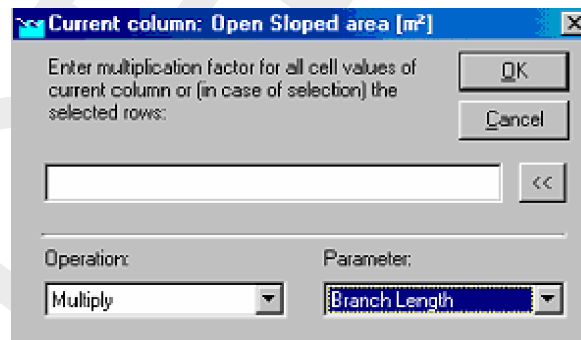 Current column: Open Sloped area [m²]
Enter multiplication factor for all cell values of
current column or (in case of selection) the
selected rows:
OK
Cancel
<<
Operation:
Parameter:
Multiply
Branch Length